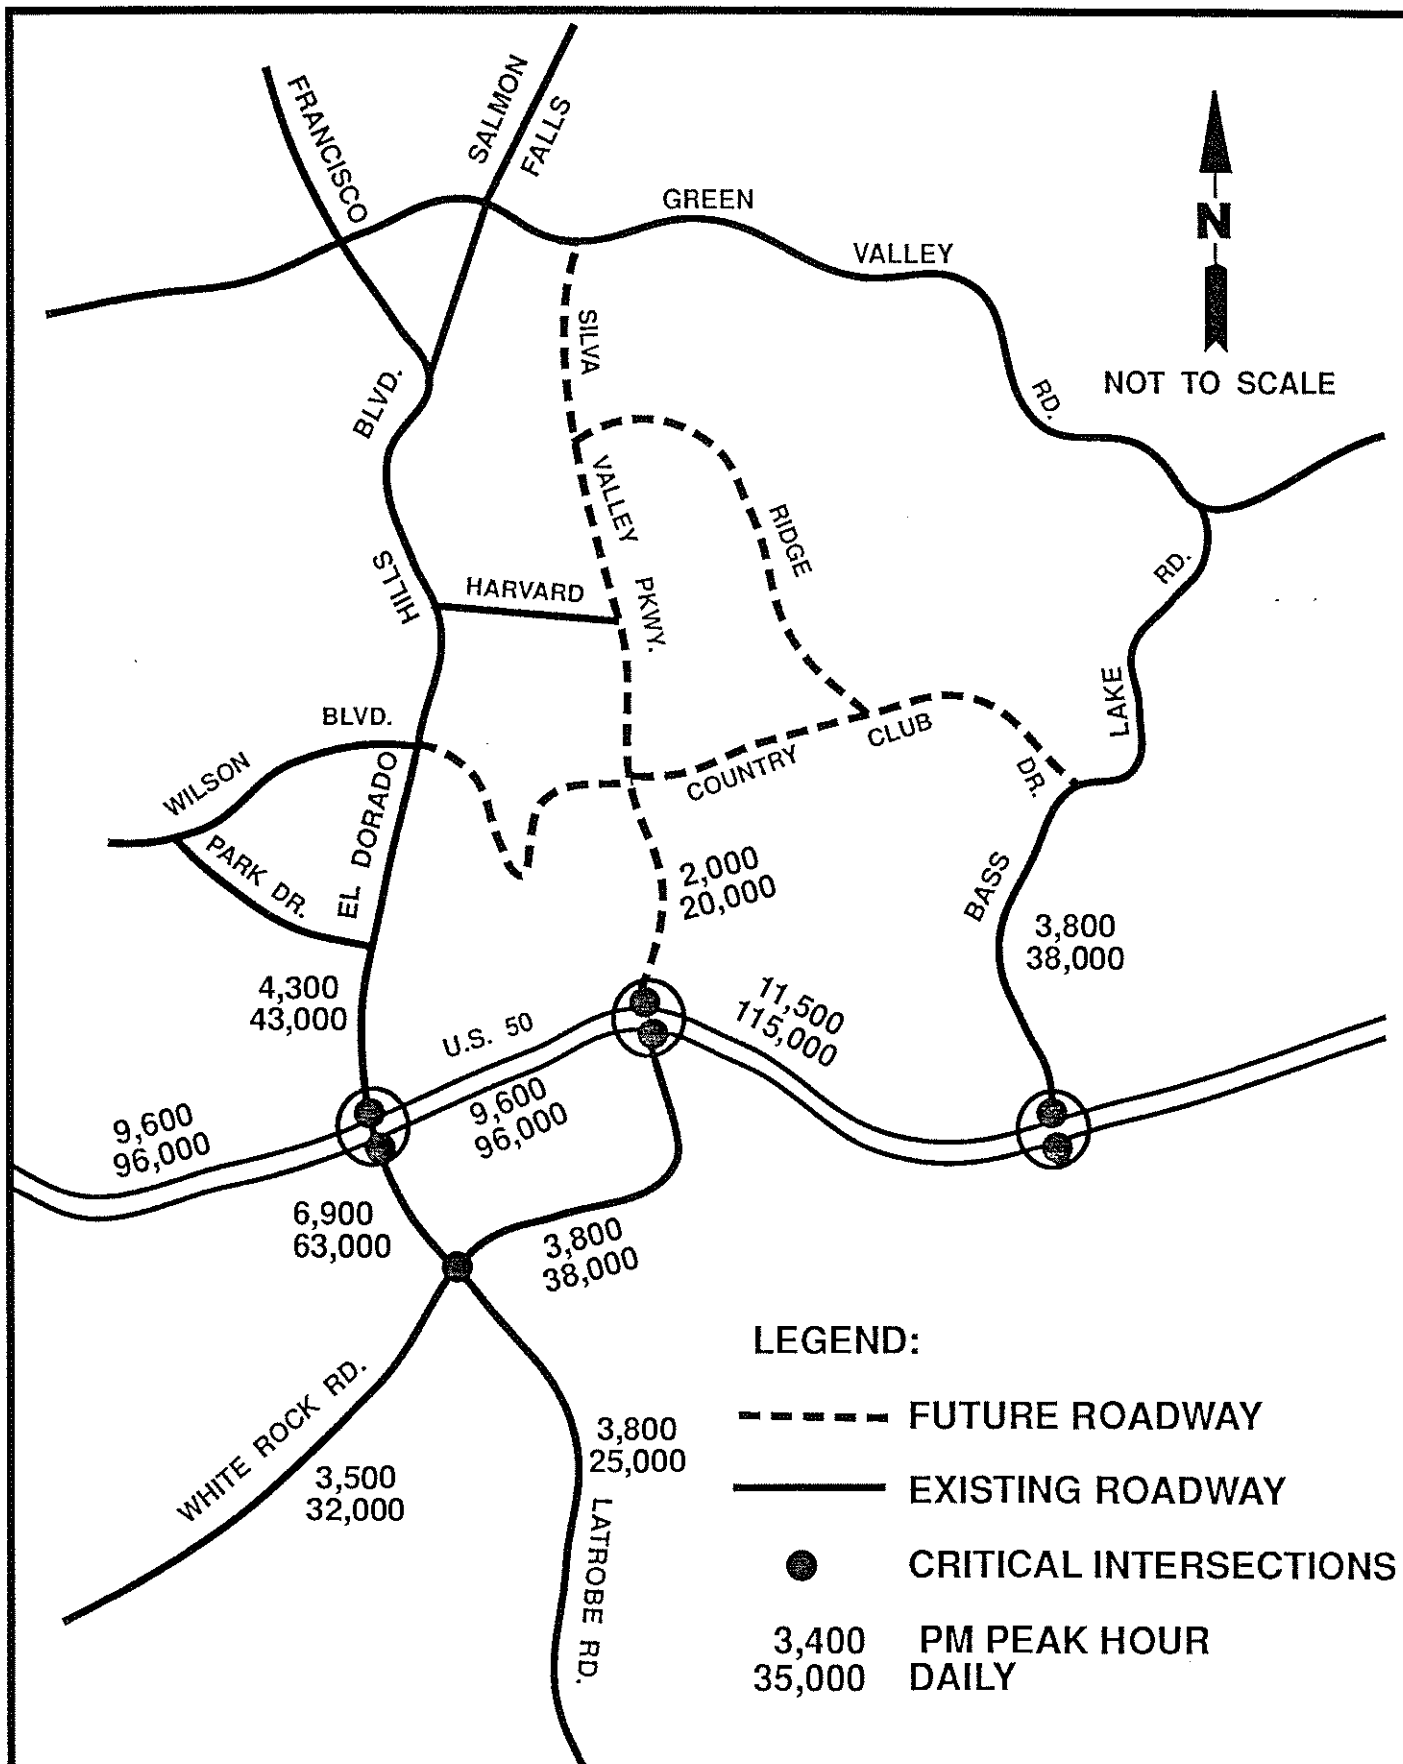 FRANCISCO
SALMON
FALLS
GREEN
VALLEY
RD.
N
NOT TO SCALE
SILVA
VALLEY
PKWY.
BLVD.
HILLS
HARVARD
RIDGE
RD.
LAKE
BLVD.
WILSON
EL DORADO
PARK DR.
COUNTRY
CLUB
DR.
BASS
2,000
20,000
3,800
38,000
4,300
43,000
U.S. 50
11,500
115,000
9,600
96,000
9,600
96,000
6,900
63,000
3,800
38,000
WHITE ROCK RD.
3,500
32,000
3,800
25,000
LATROBE RD.
LEGEND:
FUTURE ROADWAY
EXISTING ROADWAY
CRITICAL INTERSECTIONS
3,400 PM PEAK HOUR
35,000 DAILY